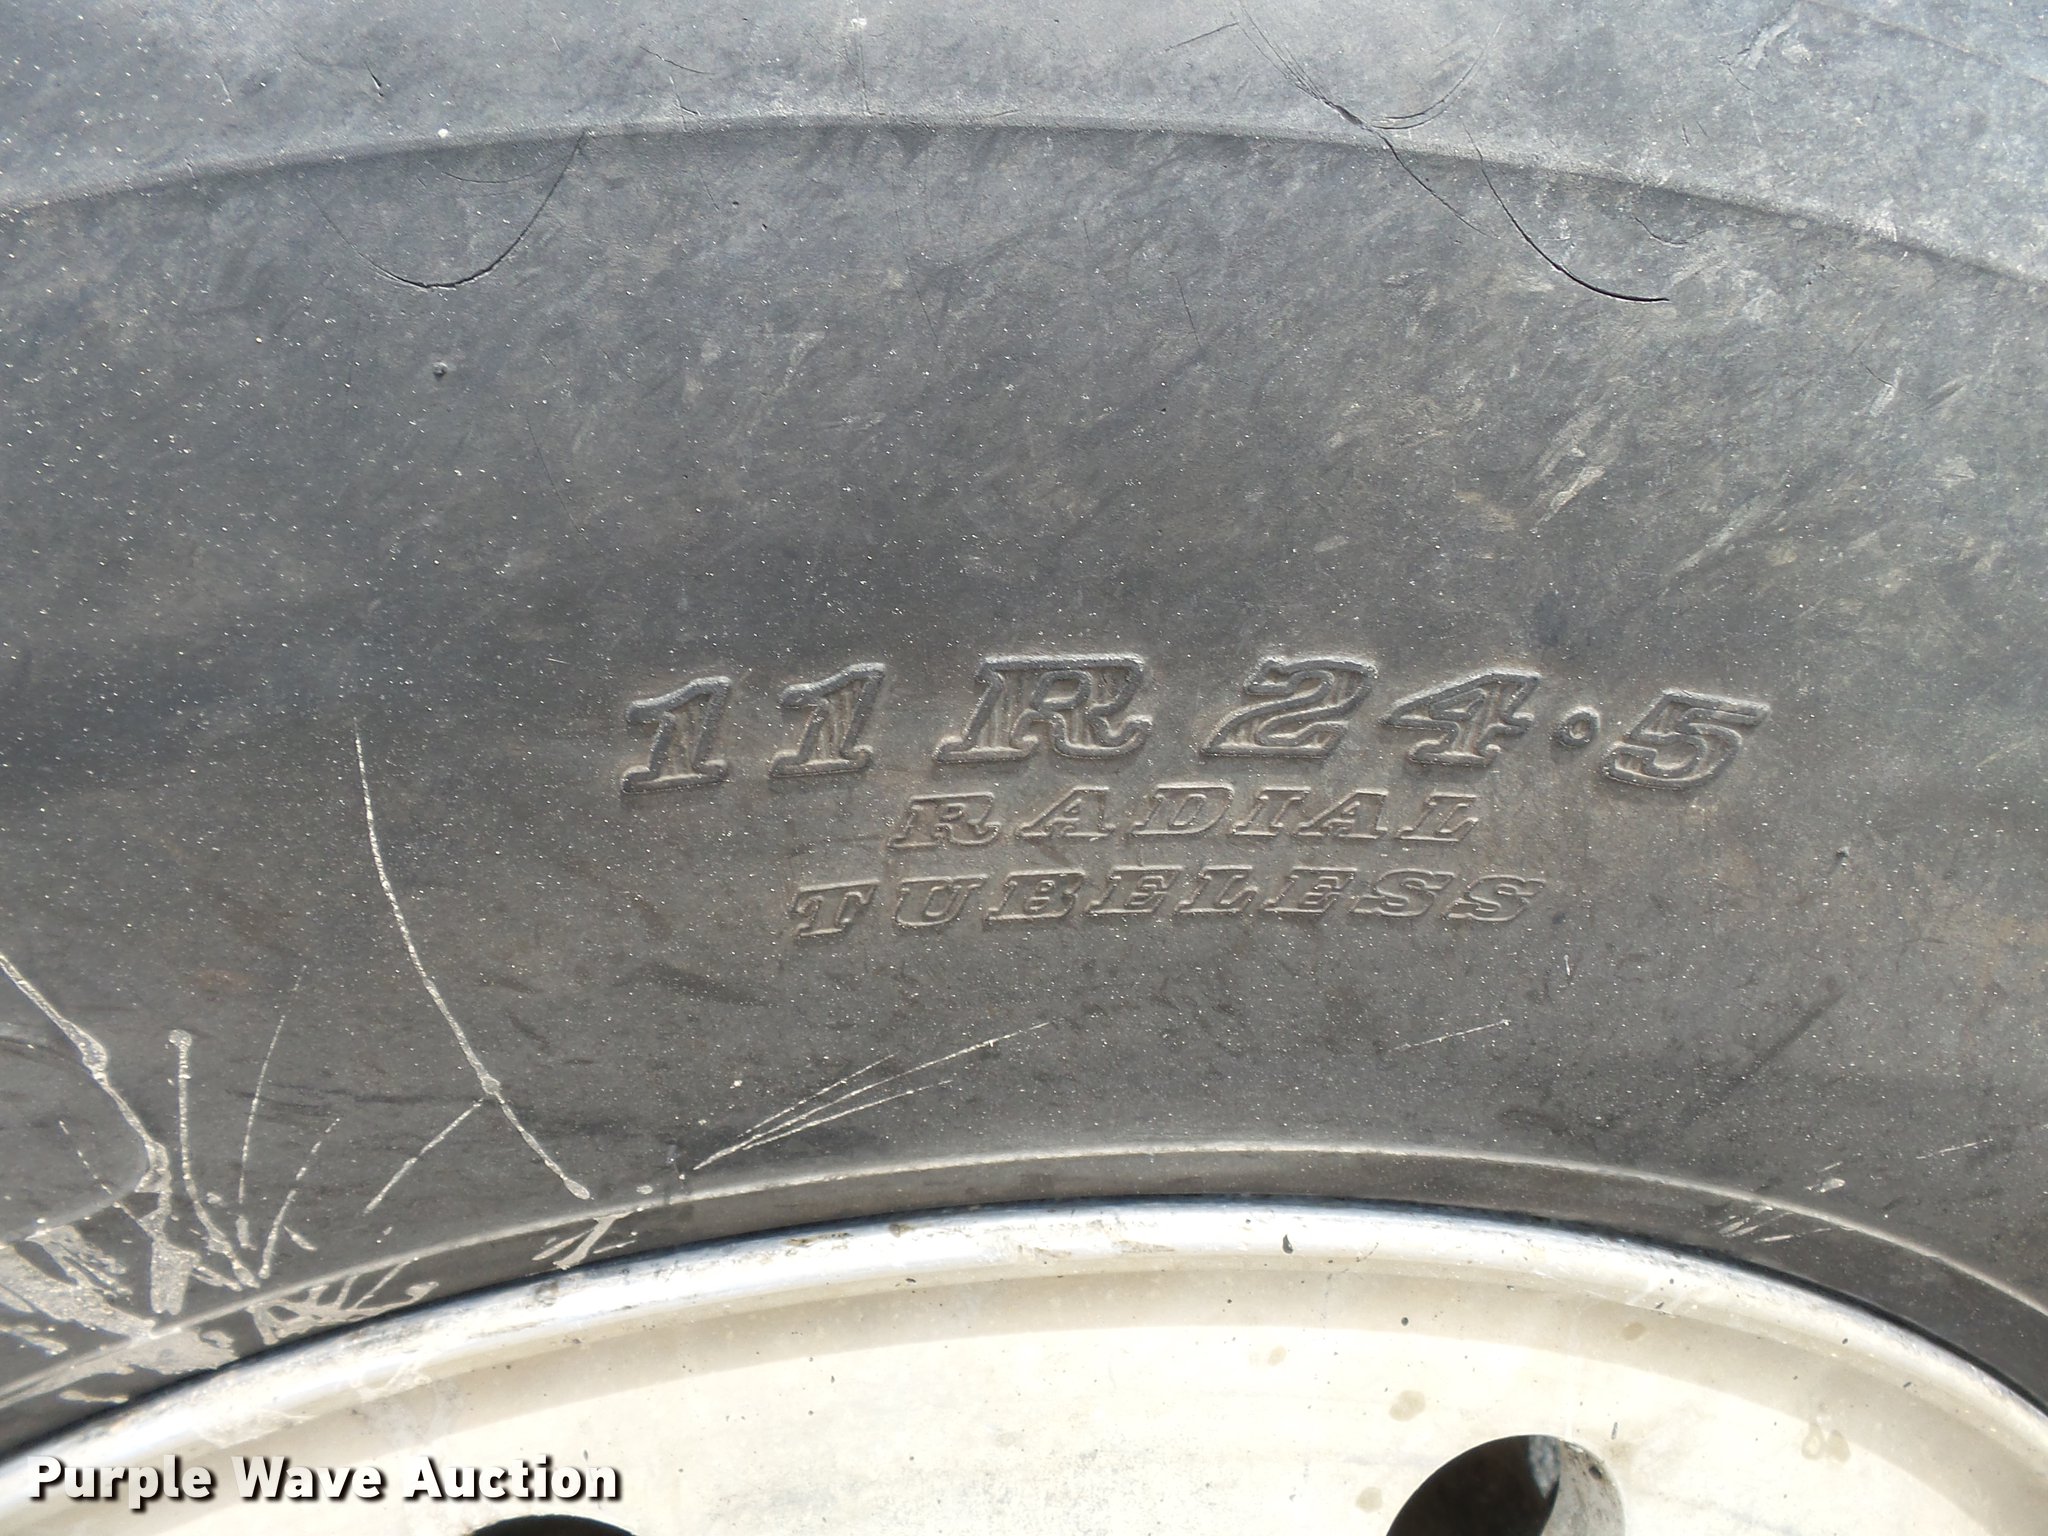 11 R 24.5
RADIAL
TUBELESS
Purple Wave Auction